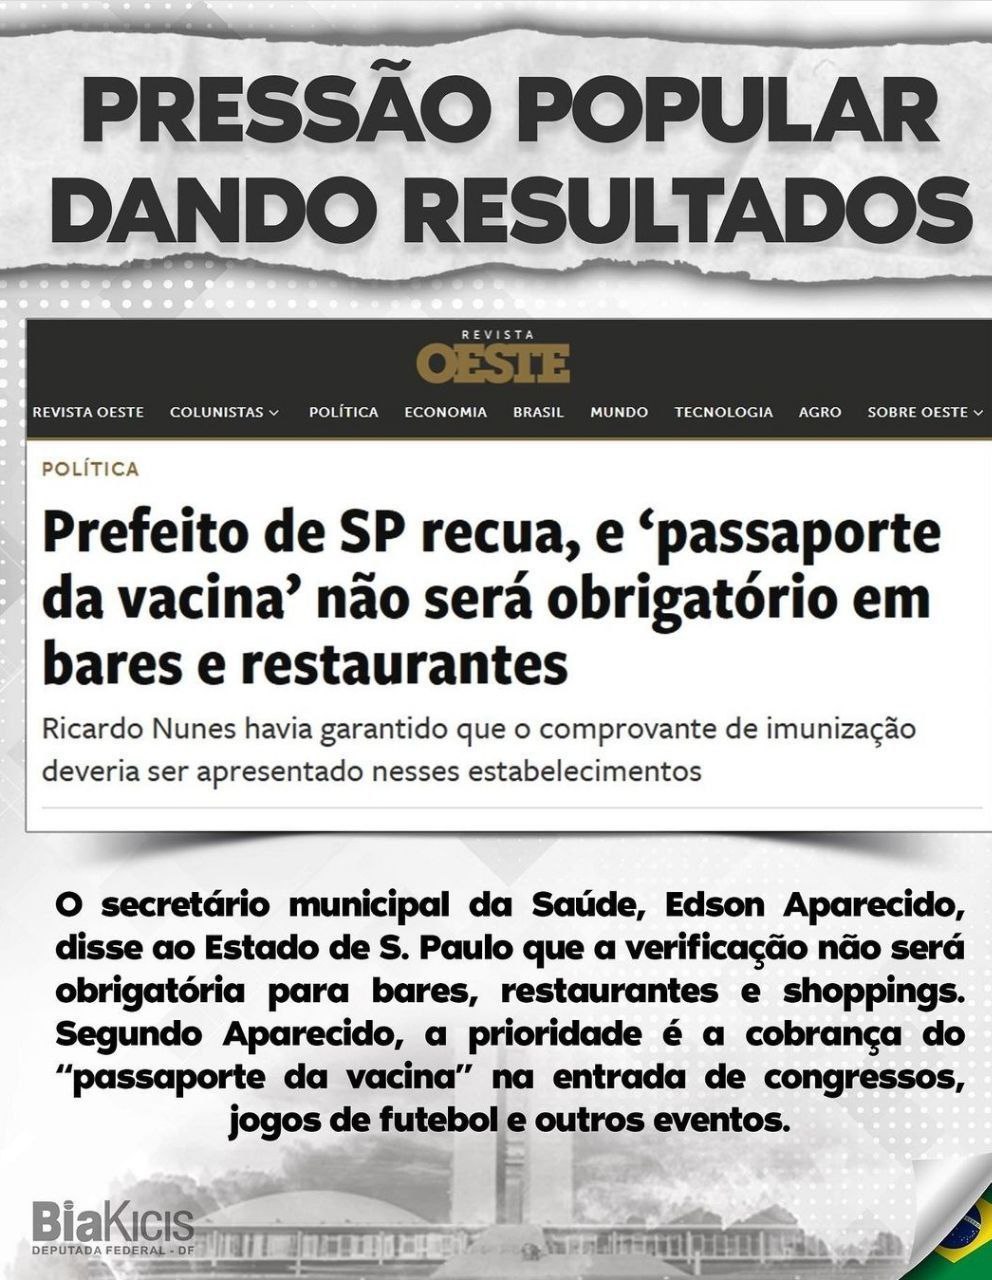 PRESSÃO POPULAR
DANDO RESULTADOS
REVISTA
OESTE
REVISTA OESTE COLUNISTAS POLÍTICA ECONOMIA BRASIL MUNDO TECNOLOGIA AGRO SOBRE OESTE
POLÍTICA
Prefeito de SP recua, e ‘passaporte
da vacina’ não será obrigatório em
bares e restaurantes
Ricardo Nunes havia garantido que o comprovante de imunização
deveria ser apresentado nesses estabelecimentos
O secretário municipal da Saúde, Edson Aparecido,
disse ao Estado de S. Paulo que a verificação não será
obrigatória para bares, restaurantes e shoppings.
Segundo Aparecido, a prioridade é a cobrança do
“passaporte da vacina” na entrada de congressos,
jogos de futebol e outros eventos.
BiaKicis
DEPUTADA FEDERAL - DF